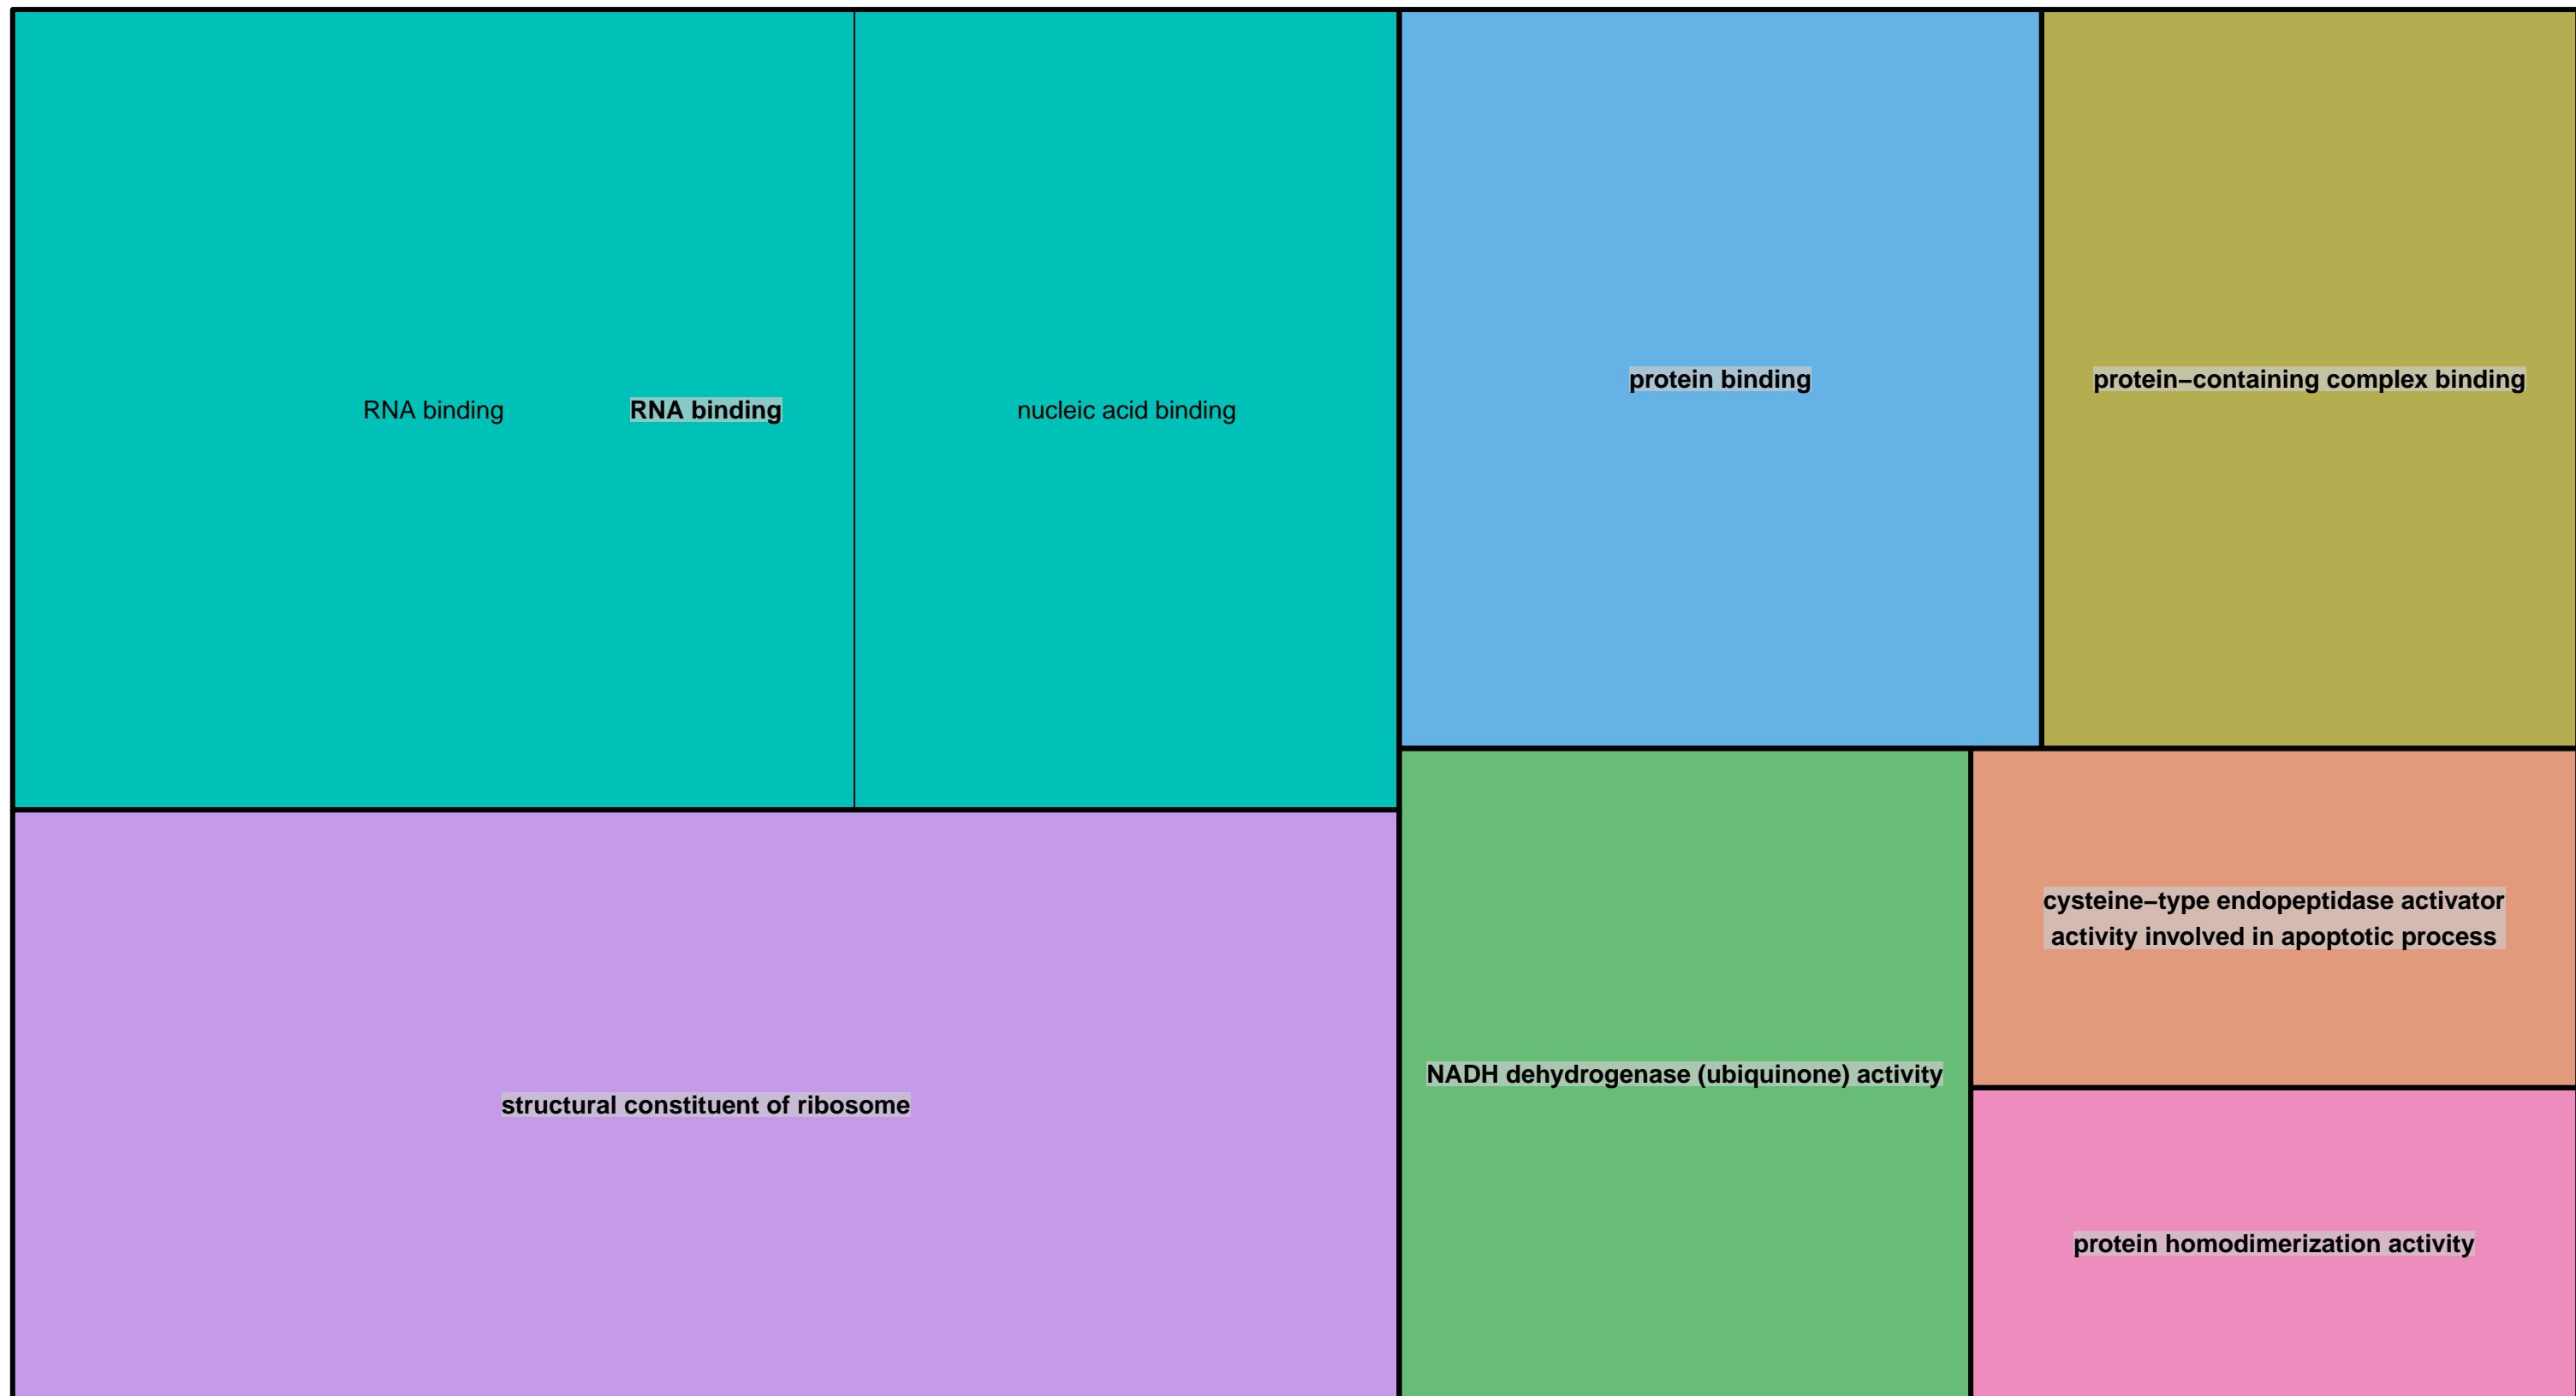 RNA binding
RNA binding
nucleic acid binding
protein binding
protein–containing complex binding
structural constituent of ribosome
NADH dehydrogenase (ubiquinone) activity
cysteine–type endopeptidase activator
activity involved in apoptotic process
protein homodimerization activity